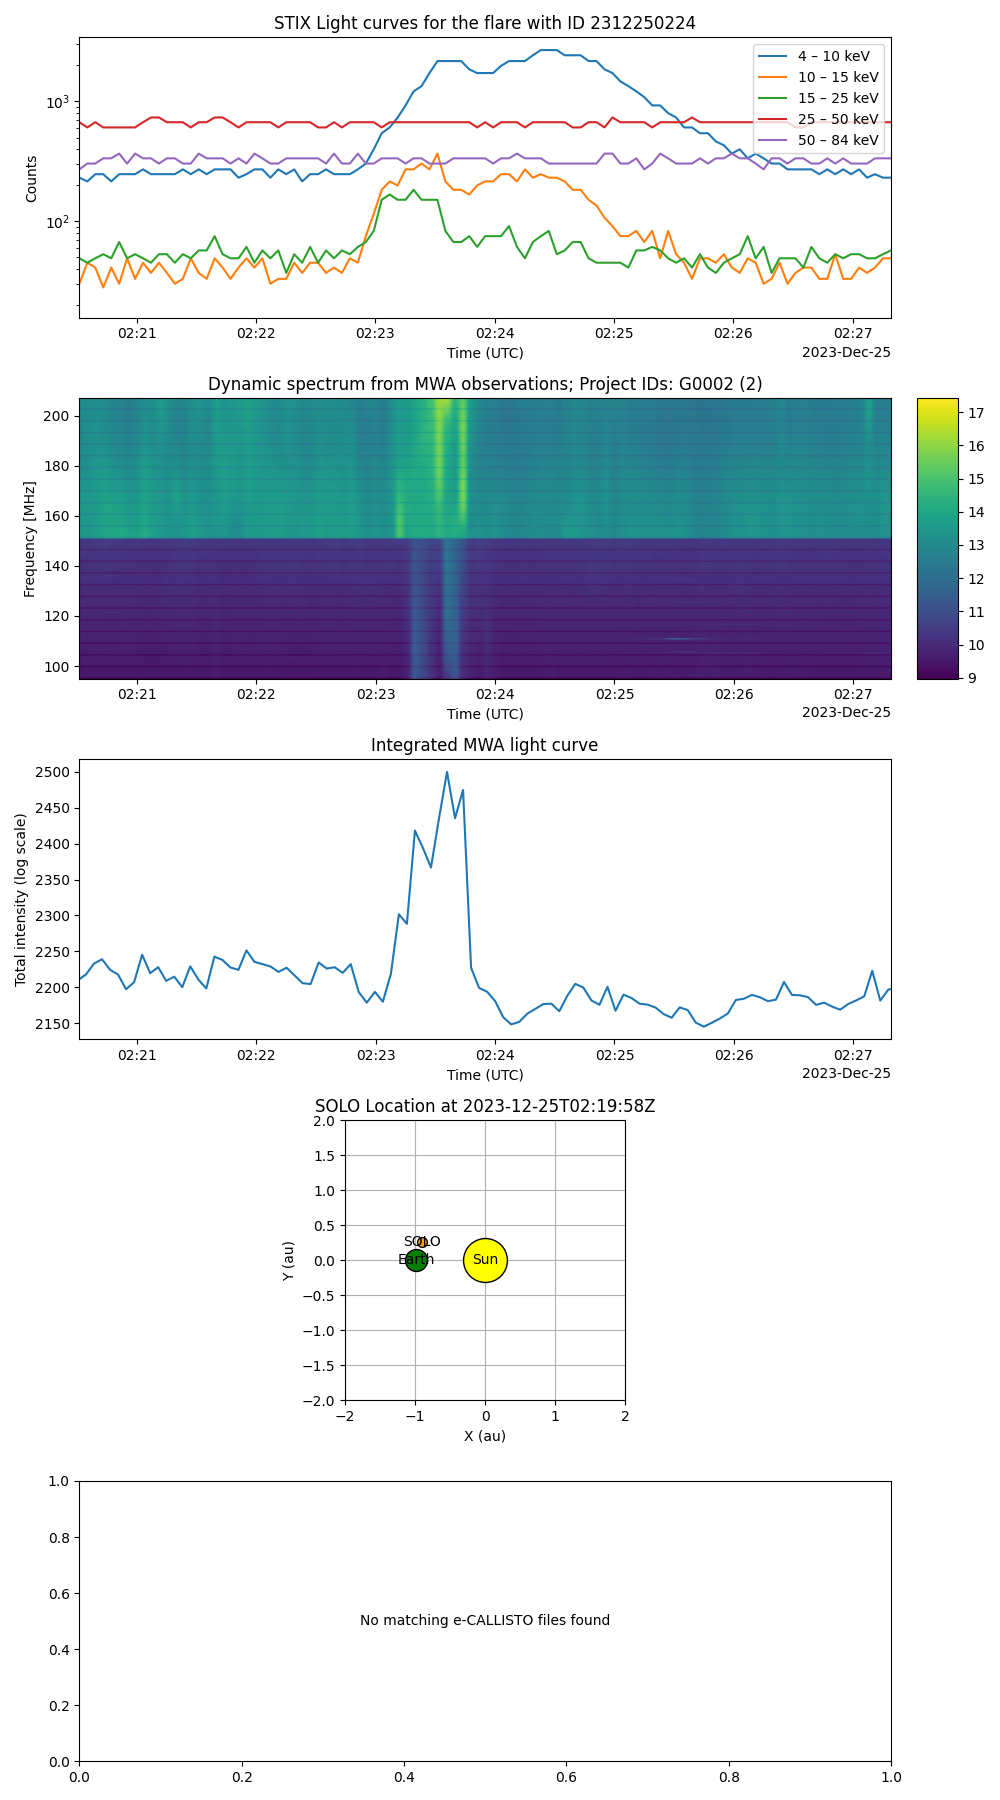 STIX Light curves for the flare with ID 2312250224
4 – 10 keV
10 – 15 keV
15 – 25 keV
25 – 50 keV
50 – 84 keV
10³
10²
Counts
02:21 02:22 02:23 02:24 02:25 02:26 02:27
Time (UTC)
2023-Dec-25
Dynamic spectrum from MWA observations; Project IDs: G0002 (2)
200
180
160
140
120
100
Frequency [MHz]
17
16
15
14
13
12
11
10
9
02:21 02:22 02:23 02:24 02:25 02:26 02:27
Time (UTC)
2023-Dec-25
Integrated MWA light curve
2500
2450
2400
2350
2300
2250
2200
2150
Total intensity (log scale)
02:21 02:22 02:23 02:24 02:25 02:26 02:27
Time (UTC)
2023-Dec-25
SOLO Location at 2023-12-25T02:19:58Z
2.0
1.5
1.0
0.5
0.0
−0.5
−1.0
−1.5
−2.0
Y (au)
SOLO
Earth
Sun
−2 −1 0 1 2
X (au)
1.0
0.8
0.6
0.4
0.2
0.0
No matching e-CALLISTO files found
0.0 0.2 0.4 0.6 0.8 1.0